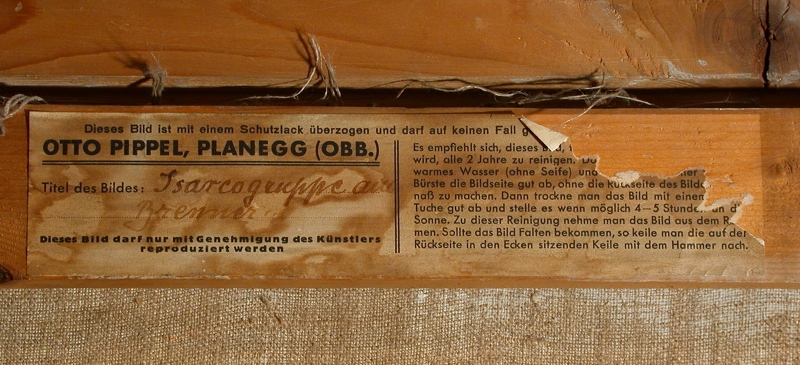 Dieses Bild ist mit einem Schutzlack überzogen und darf auf keinen Fall g
OTTO PIPPEL, PLANEGG (OBB.)
Titel des Bildes: Isarcogruppe am
Brenner
Dieses Bild darf nur mit Genehmigung des Künstlers
reproduziert werden
Es empfiehlt sich, dieses
wird, alle 2 Jahre zu reinigen.
warmes Wasser (ohne Seife) und
Bürste die Bildseite gut ab, ohne die Rückseite des Bildes
naß zu machen. Dann trockne man das Bild mit einem
Tuche gut ab und stelle es wenn möglich 4—5 Stunden
Sonne. Zu dieser Reinigung nehme man das Bild aus dem
men. Sollte das Bild Falten bekommen, so keile man die auf der
Rückseite in den Ecken sitzenden Keile mit dem Hammer nach.